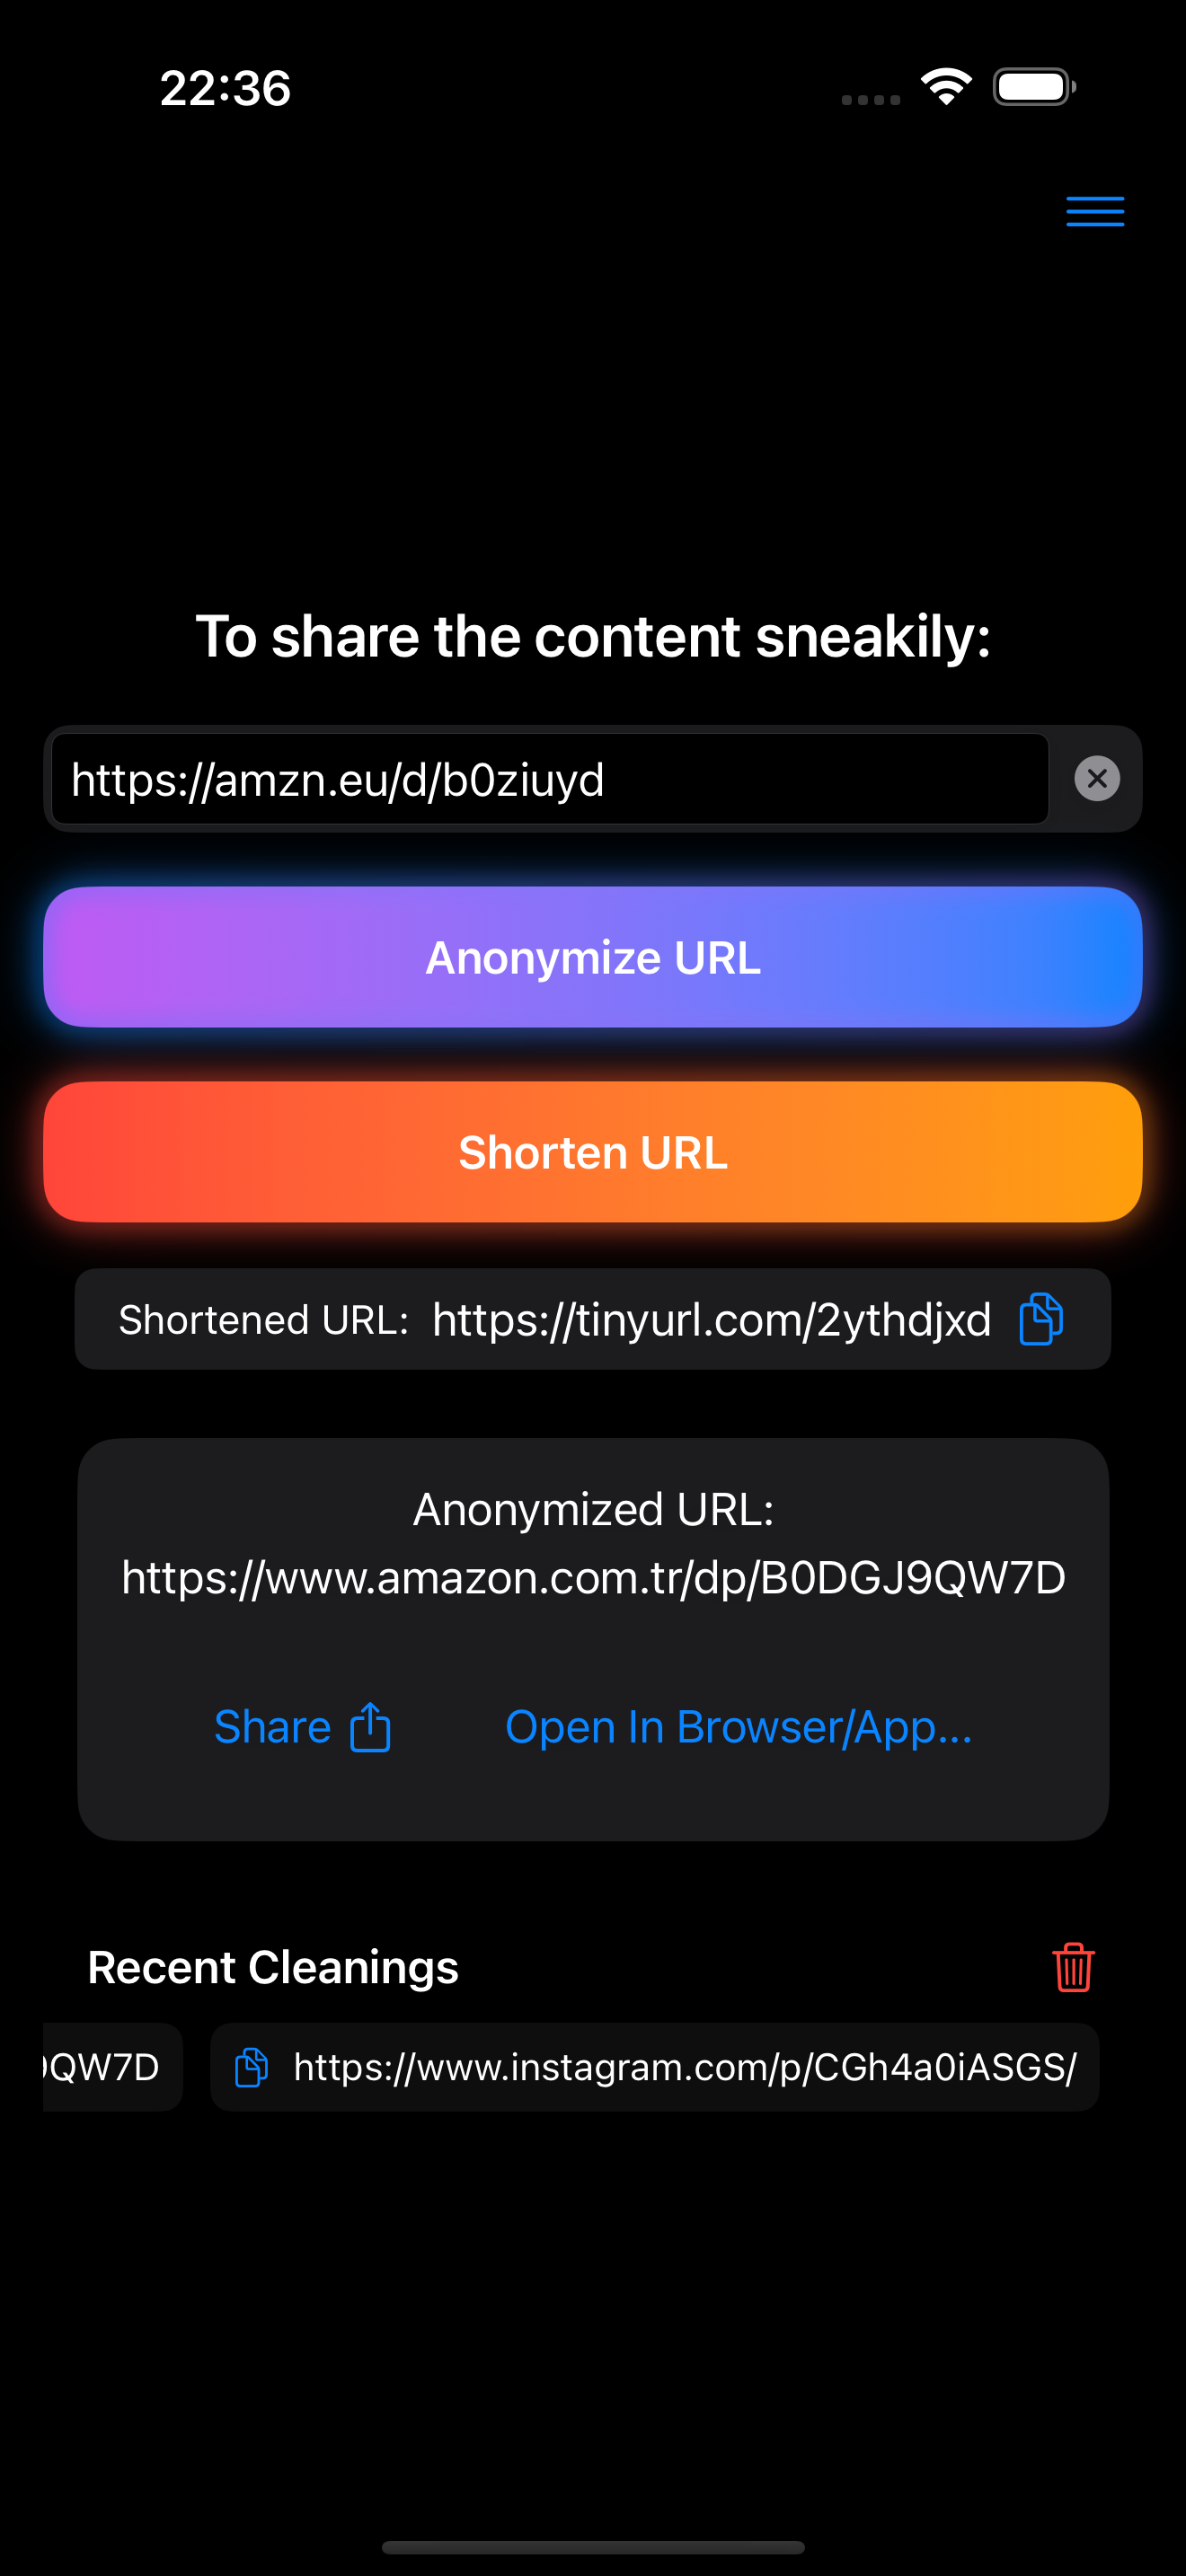 22:36
To share the content sneakily:
https://amzn.eu/d/b0ziuyd
Anonymize URL
Shorten URL
Shortened URL: https://tinyurl.com/2ythdjxd
Anonymized URL:
https://www.amazon.com.tr/dp/B0DGJ9QW7D
Share Open In Browser/App...
Recent Cleanings
QW7D https://www.instagram.com/p/CGh4a0iASGS/